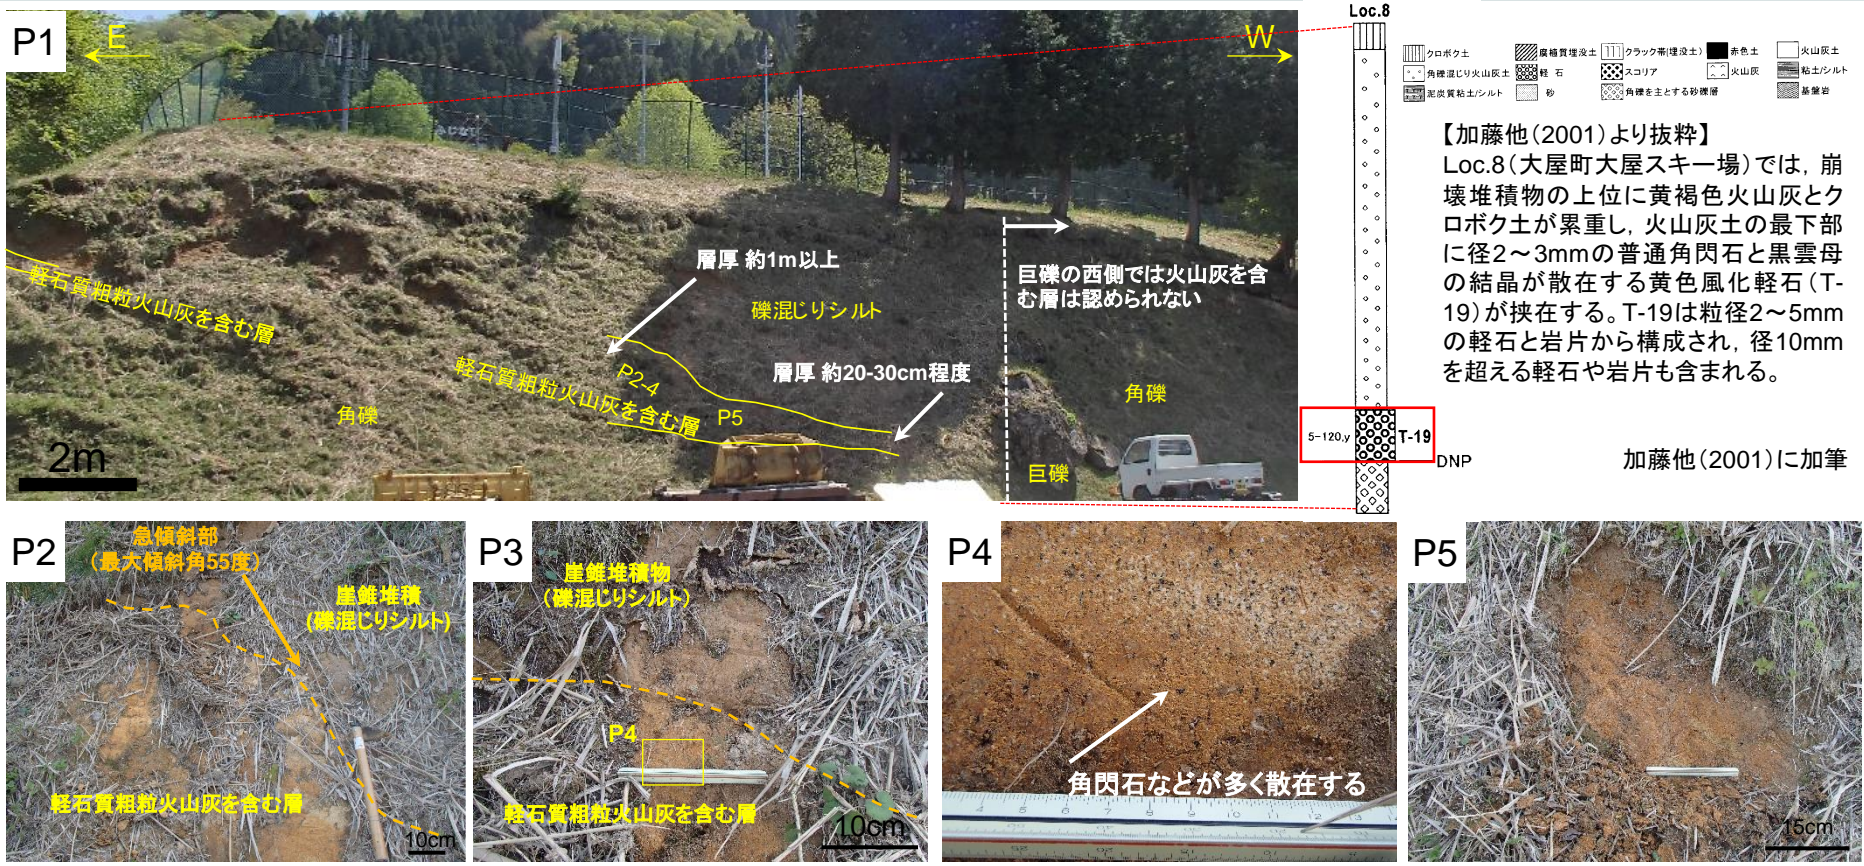 P1
E
W
層厚 約1m以上
礫混じりシルト
巨礫の西側では火山灰を含
む層は認められない
軽石質粗粒火山灰を含む層
軽石質粗粒火山灰を含む層
P2-4
P5
層厚 約20-30cm程度
角礫
角礫
巨礫
2m
Loc.8
クロボク土
腐植質埋没土
クラック帯(埋没土)
赤色土
火山灰土
角礫混じり火山灰土
軽 石
スコリア
火山灰
粘土/シルト
泥炭質粘土/シルト
砂
角礫を主とする砂礫層
基盤岩
【加藤他(2001)より抜粋】
Loc.8(大屋町大屋スキー場)では，崩
壊堆積物の上位に黄褐色火山灰とク
ロボク土が累重し，火山灰土の最下部
に径2～3mmの普通角閃石と黒雲母
の結晶が散在する黄色風化軽石(T-
19)が挟在する。T-19は粒径2～5mm
の軽石と岩片から構成され，径10mm
を超える軽石や岩片も含まれる。
5-120,y
T-19
DNP
加藤他(2001)に加筆
P2
急傾斜部
(最大傾斜角55度)
崖錐堆積
(礫混じりシルト)
軽石質粗粒火山灰を含む層
10cm
P3
崖錐堆積物
(礫混じりシルト)
P4
軽石質粗粒火山灰を含む層
10cm
P4
角閃石などが多く散在する
P5
15cm